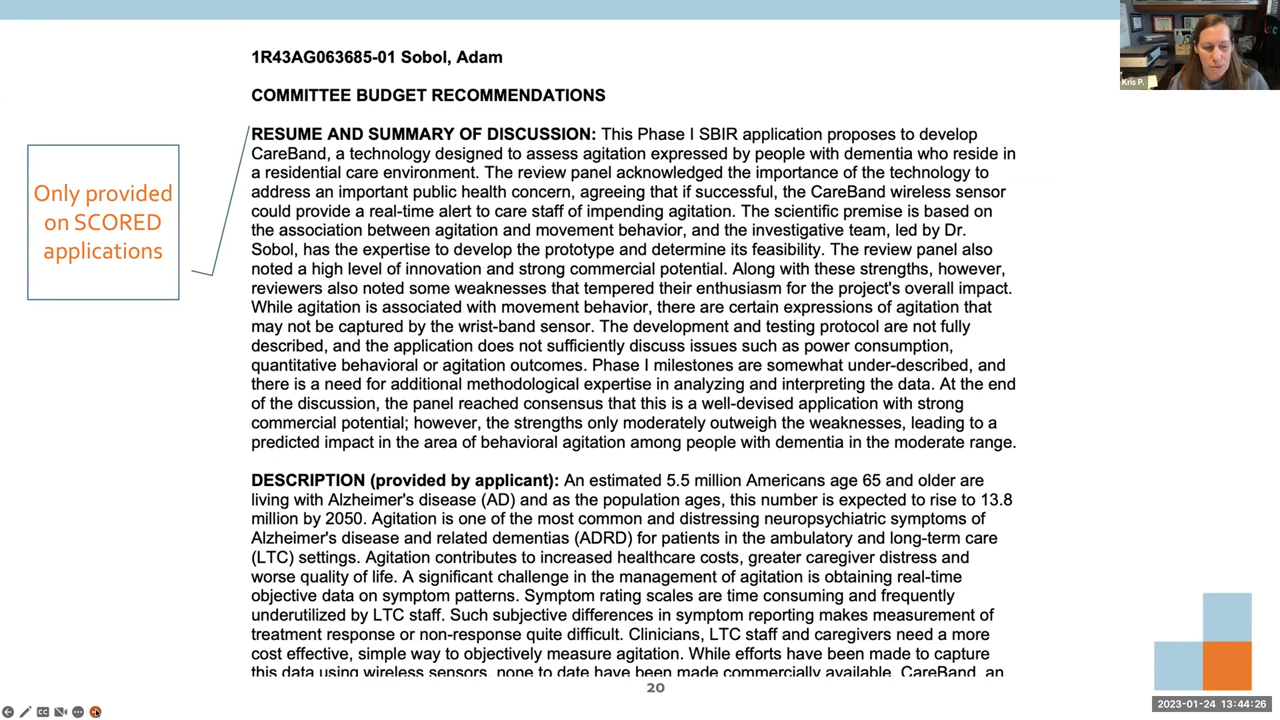 1R43AG063685-01 Sobol, Adam
COMMITTEE BUDGET RECOMMENDATIONS
Only provided
on SCORED
applications
RESUME AND SUMMARY OF DISCUSSION: This Phase I SBIR application proposes to develop
CareBand, a technology designed to assess agitation expressed by people with dementia who reside in
a residential care environment. The review panel acknowledged the importance of the technology to
address an important public health concern, agreeing that if successful, the CareBand wireless sensor
could provide a real-time alert to care staff of impending agitation. The scientific premise is based on
the association between agitation and movement behavior, and the investigative team, led by Dr.
Sobol, has the expertise to develop the prototype and determine its feasibility. The review panel also
noted a high level of innovation and strong commercial potential. Along with these strengths, however,
reviewers also noted some weaknesses that tempered their enthusiasm for the project's overall impact.
While agitation is associated with movement behavior, there are certain expressions of agitation that
may not be captured by the wrist-band sensor. The development and testing protocol are not fully
described, and the application does not sufficiently discuss issues such as power consumption,
quantitative behavioral or agitation outcomes. Phase I milestones are somewhat under-described, and
there is a need for additional methodological expertise in analyzing and interpreting the data. At the end
of the discussion, the panel reached consensus that this is a well-devised application with strong
commercial potential; however, the strengths only moderately outweigh the weaknesses, leading to a
predicted impact in the area of behavioral agitation among people with dementia in the moderate range.
DESCRIPTION (provided by applicant): An estimated 5.5 million Americans age 65 and older are
living with Alzheimer's disease (AD) and as the population ages, this number is expected to rise to 13.8
million by 2050. Agitation is one of the most common and distressing neuropsychiatric symptoms of
Alzheimer's disease and related dementias (ADRD) for patients in the ambulatory and long-term care
(LTC) settings. Agitation contributes to increased healthcare costs, greater caregiver distress and
worse quality of life. A significant challenge in the management of agitation is obtaining real-time
objective data on symptom patterns. Symptom rating scales are time consuming and frequently
underutilized by LTC staff. Such subjective differences in symptom reporting makes measurement of
treatment response or non-response quite difficult. Clinicians, LTC staff and caregivers need a more
cost effective, simple way to objectively measure agitation. While efforts have been made to capture
this data using wireless sensors, none to date have been made commercially available. CareBand, an
20
Kris P.
CC
2023-01-24 13:44:26